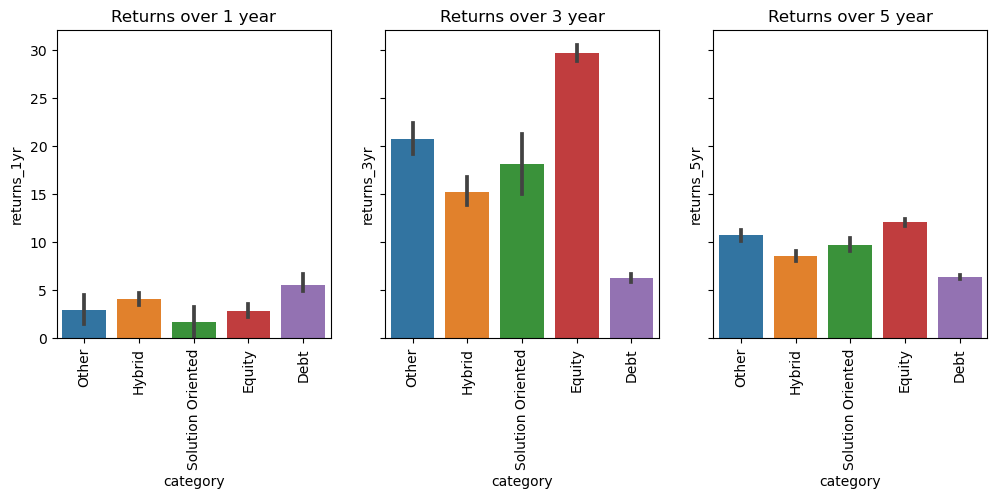 Returns over 1 year
Returns over 3 year
Returns over 5 year
returns_1yr
30
25
20
15
10
5
0
Other
Hybrid
Solution Oriented
Equity
Debt
category
returns_3yr
Other
Hybrid
Solution Oriented
Equity
Debt
category
returns_5yr
Other
Hybrid
Solution Oriented
Equity
Debt
category